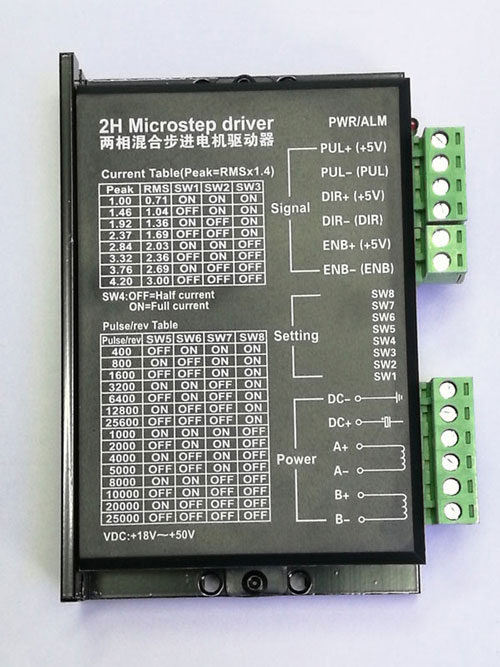 2H Microstep driver
两相混合步进电机驱动器
Current Table(Peak=RMSx1.4)
Peak RMS SW1 SW2 SW3
1.00 0.71 ON ON ON
1.46 1.04 OFF ON ON
1.92 1.36 ON OFF ON
2.37 1.69 OFF OFF ON
2.84 2.03 ON ON OFF
3.32 2.36 OFF ON OFF
3.76 2.69 ON OFF OFF
4.20 3.00 OFF OFF OFF
SW4:OFF=Half current
ON=Full current
Pulse/rev Table
Pulse/rev SW5 SW6 SW7 SW8
400 OFF ON ON ON
800 ON OFF ON ON
1600 OFF OFF ON ON
3200 ON ON OFF ON
6400 OFF ON OFF ON
12800 ON OFF OFF ON
25600 OFF OFF OFF ON
1000 ON ON ON OFF
2000 OFF ON ON OFF
4000 ON OFF ON OFF
5000 OFF OFF ON OFF
8000 ON ON OFF OFF
10000 OFF ON OFF OFF
20000 ON OFF OFF OFF
25000 OFF OFF OFF OFF
VDC:+18V～+50V
PWR/ALM
Signal
PUL+ (+5V)
PUL− (PUL)
DIR+ (+5V)
DIR− (DIR)
ENB+ (+5V)
ENB− (ENB)
Setting
SW8
SW7
SW6
SW5
SW4
SW3
SW2
SW1
Power
DC−
DC+
A+
A−
B+
B−